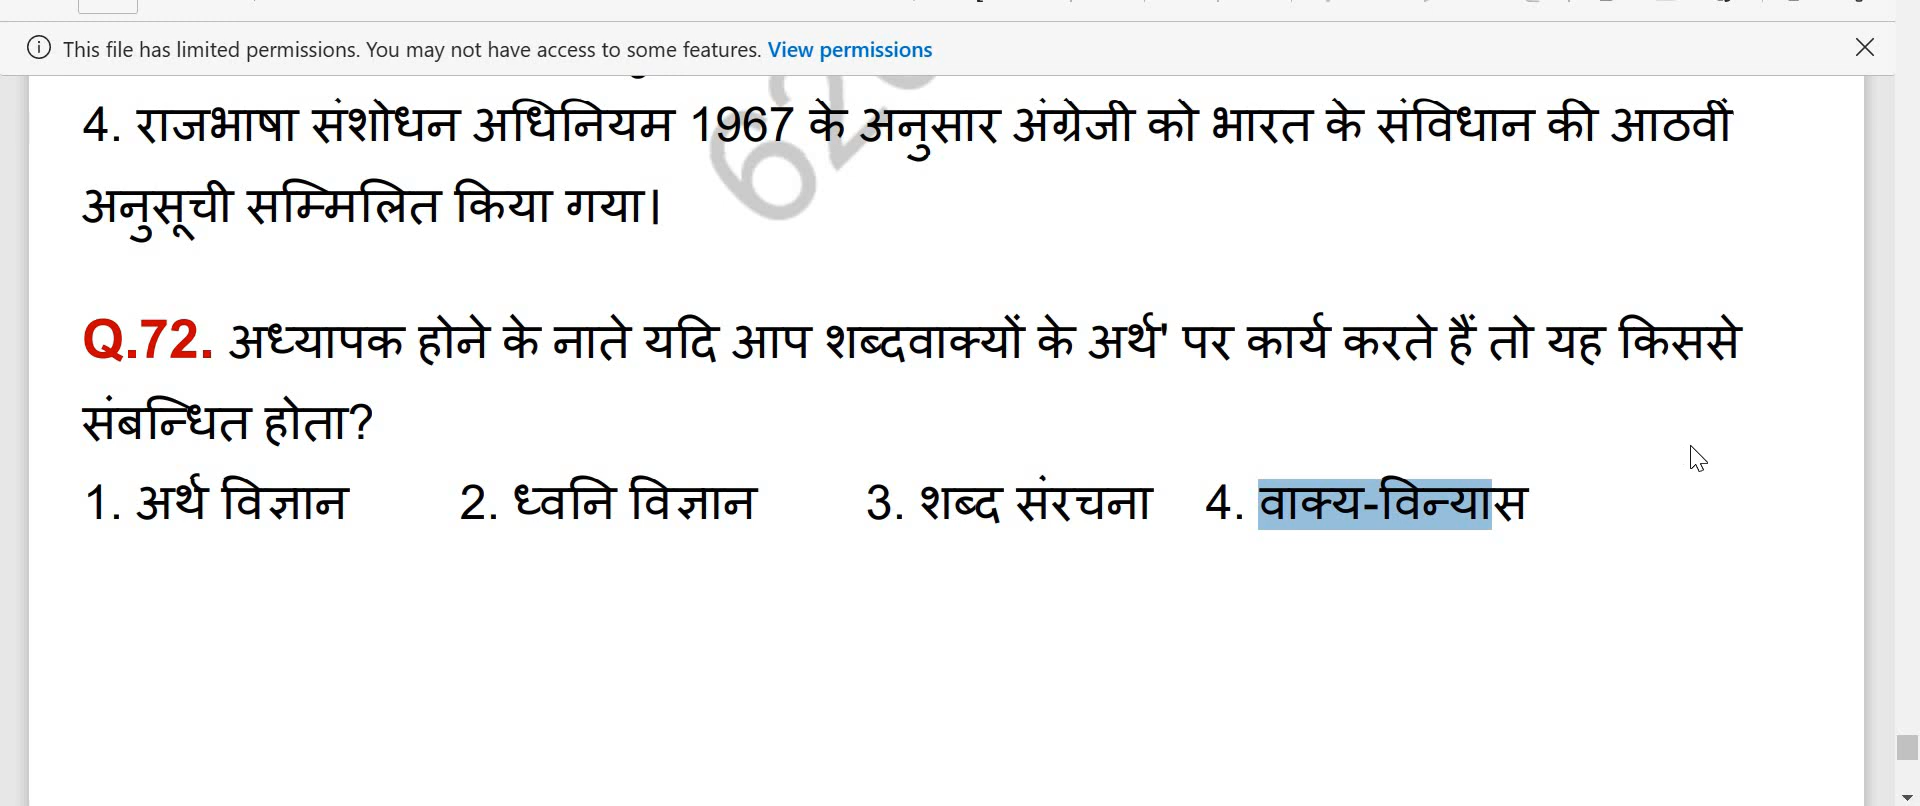 This file has limited permissions. You may not have access to some features. View permissions
4. राजभाषा संशोधन अधिनियम 1967 के अनुसार अंग्रेजी को भारत के संविधान की आठवीं
अनुसूची सम्मिलित किया गया।
Q.72. अध्यापक होने के नाते यदि आप शब्दवाक्यों के अर्थ' पर कार्य करते हैं तो यह किससे
संबन्धित होता?
1. अर्थ विज्ञान 2. ध्वनि विज्ञान 3. शब्द संरचना 4. वाक्य-विन्यास